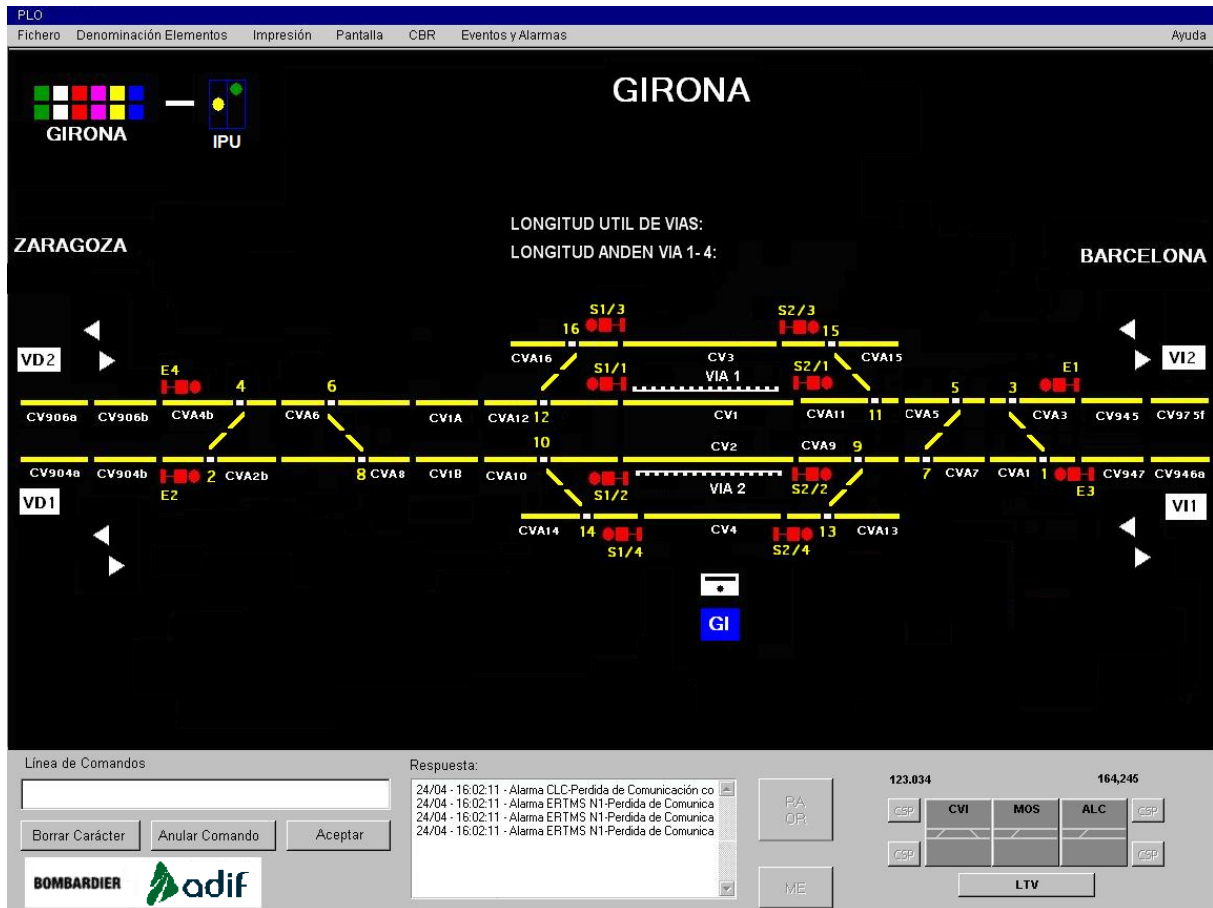 PLO
Fichero Denominación Elementos Impresión Pantalla CBR Eventos y Alarmas Ayuda
GIRONA
GIRONA
IPU
LONGITUD UTIL DE VIAS:
ZARAGOZA
LONGITUD ANDEN VIA 1-4:
BARCELONA
S1/3 S2/3
16 15
VD2 CVA16 CV3 CVA15 VI2
E4 S1/1 VIA 1 S2/1 E1
4 6 5 3
CV906a CV906b CVA4b CVA6 CV1A CVA12 12 CV1 CVA11 11 CVA5 CVA3 CV945 CV975f
10 CV2 CVA9 9
CV904a CV904b 2 CVA2b 8 CVA8 CV1B CVA10 7 CVA7 CVA1 1 CV947 CV946a
E2 S1/2 VIA 2 S2/2 E3
VD1 VI1
CVA14 14 CV4 13 CVA13
S1/4 S2/4
GI
Línea de Comandos
Respuesta:
24/04 - 16:02:11 - Alarma CLC-Perdida de Comunicación co
24/04 - 16:02:11 - Alarma ERTMS N1-Perdida de Comunica
24/04 - 16:02:11 - Alarma ERTMS N1-Perdida de Comunica
24/04 - 16:02:11 - Alarma ERTMS N1-Perdida de Comunica
Borrar Carácter Anular Comando Aceptar
BOMBARDIER adif
PA
OR
ME
123.034 164,245
CSP CVI MOS ALC CSP
CSP CSP
LTV